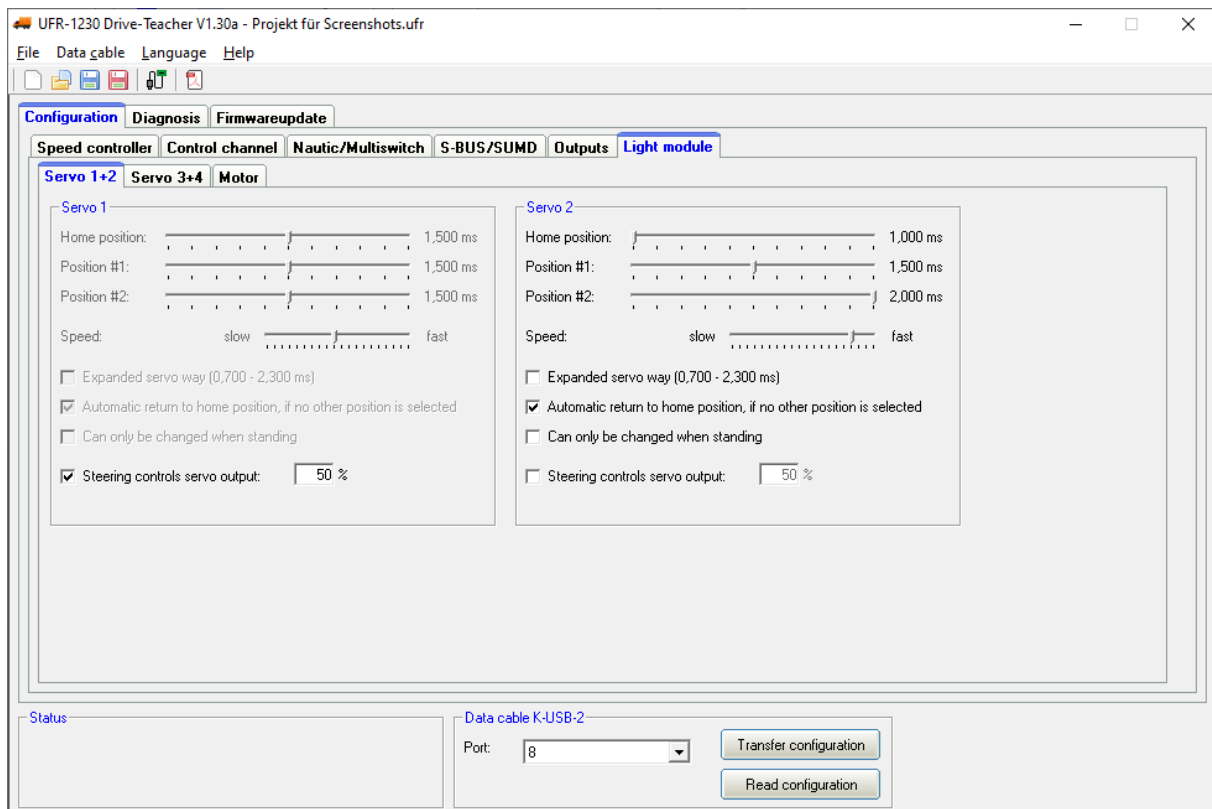 UFR-1230 Drive-Teacher V1.30a - Projekt für Screenshots.ufr
File Data cable Language Help
Configuration Diagnosis Firmwareupdate
Speed controller Control channel Nautic/Multiswitch S-BUS/SUMD Outputs Light module
Servo 1+2 Servo 3+4 Motor
Servo 1
Home position: 1,500 ms
Position #1: 1,500 ms
Position #2: 1,500 ms
Speed: slow fast
Expanded servo way (0,700 - 2,300 ms)
Automatic return to home position, if no other position is selected
Can only be changed when standing
Steering controls servo output: 50 %
Servo 2
Home position: 1,000 ms
Position #1: 1,500 ms
Position #2: 2,000 ms
Speed: slow fast
Expanded servo way (0,700 - 2,300 ms)
Automatic return to home position, if no other position is selected
Can only be changed when standing
Steering controls servo output: 50 %
Status
Data cable K-USB-2
Port: 8
Transfer configuration
Read configuration